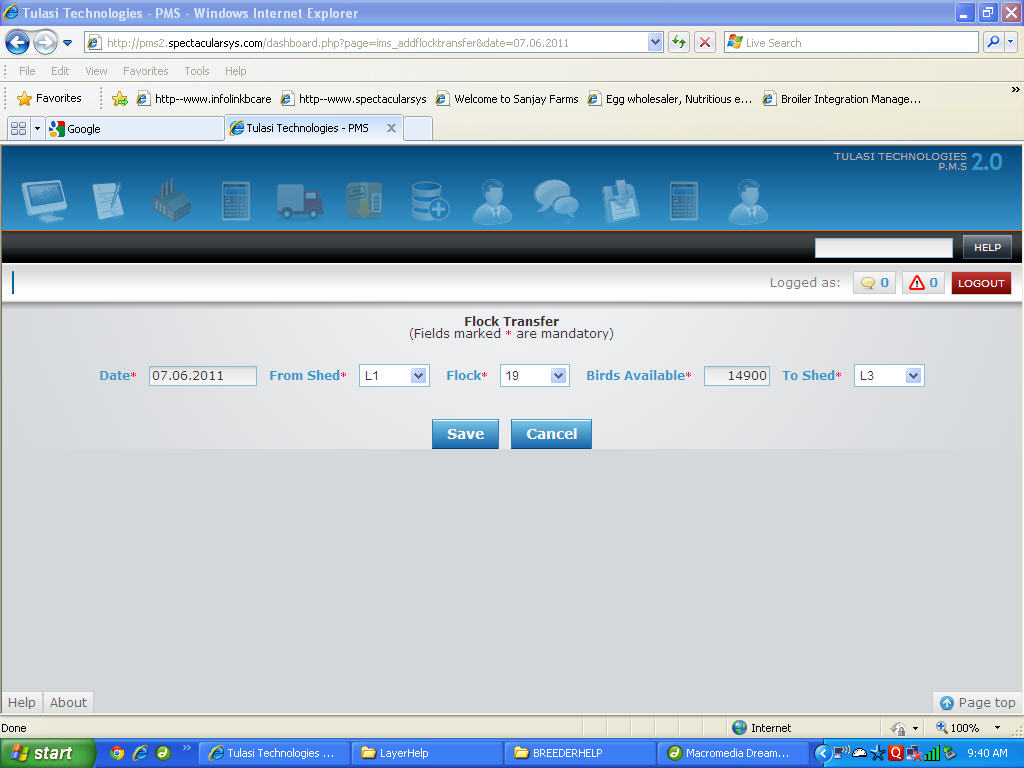 Tulasi Technologies - PMS - Windows Internet Explorer
http://pms2.spectacularsys.com/dashboard.php?page=ims_addflocktransfer&date=07.06.2011
Live Search
File Edit View Favorites Tools Help
Favorites http--www.infolinkbcare http--www.spectacularsys Welcome to Sanjay Farms Egg wholesaler, Nutritious e... Broiler Integration Manage... »
Google Tulasi Technologies - PMS X
TULASI TECHNOLOGIES 2.0
P.M.S
HELP
Logged as: 0 0 LOGOUT
Flock Transfer
(Fields marked * are mandatory)
Date* 07.06.2011 From Shed* L1 Flock* 19 Birds Available* 14900 To Shed* L3
Save Cancel
Help About Page top
Done Internet 100%
start » Tulasi Technologies ... LayerHelp BREEDERHELP Macromedia Dream... 9:40 AM